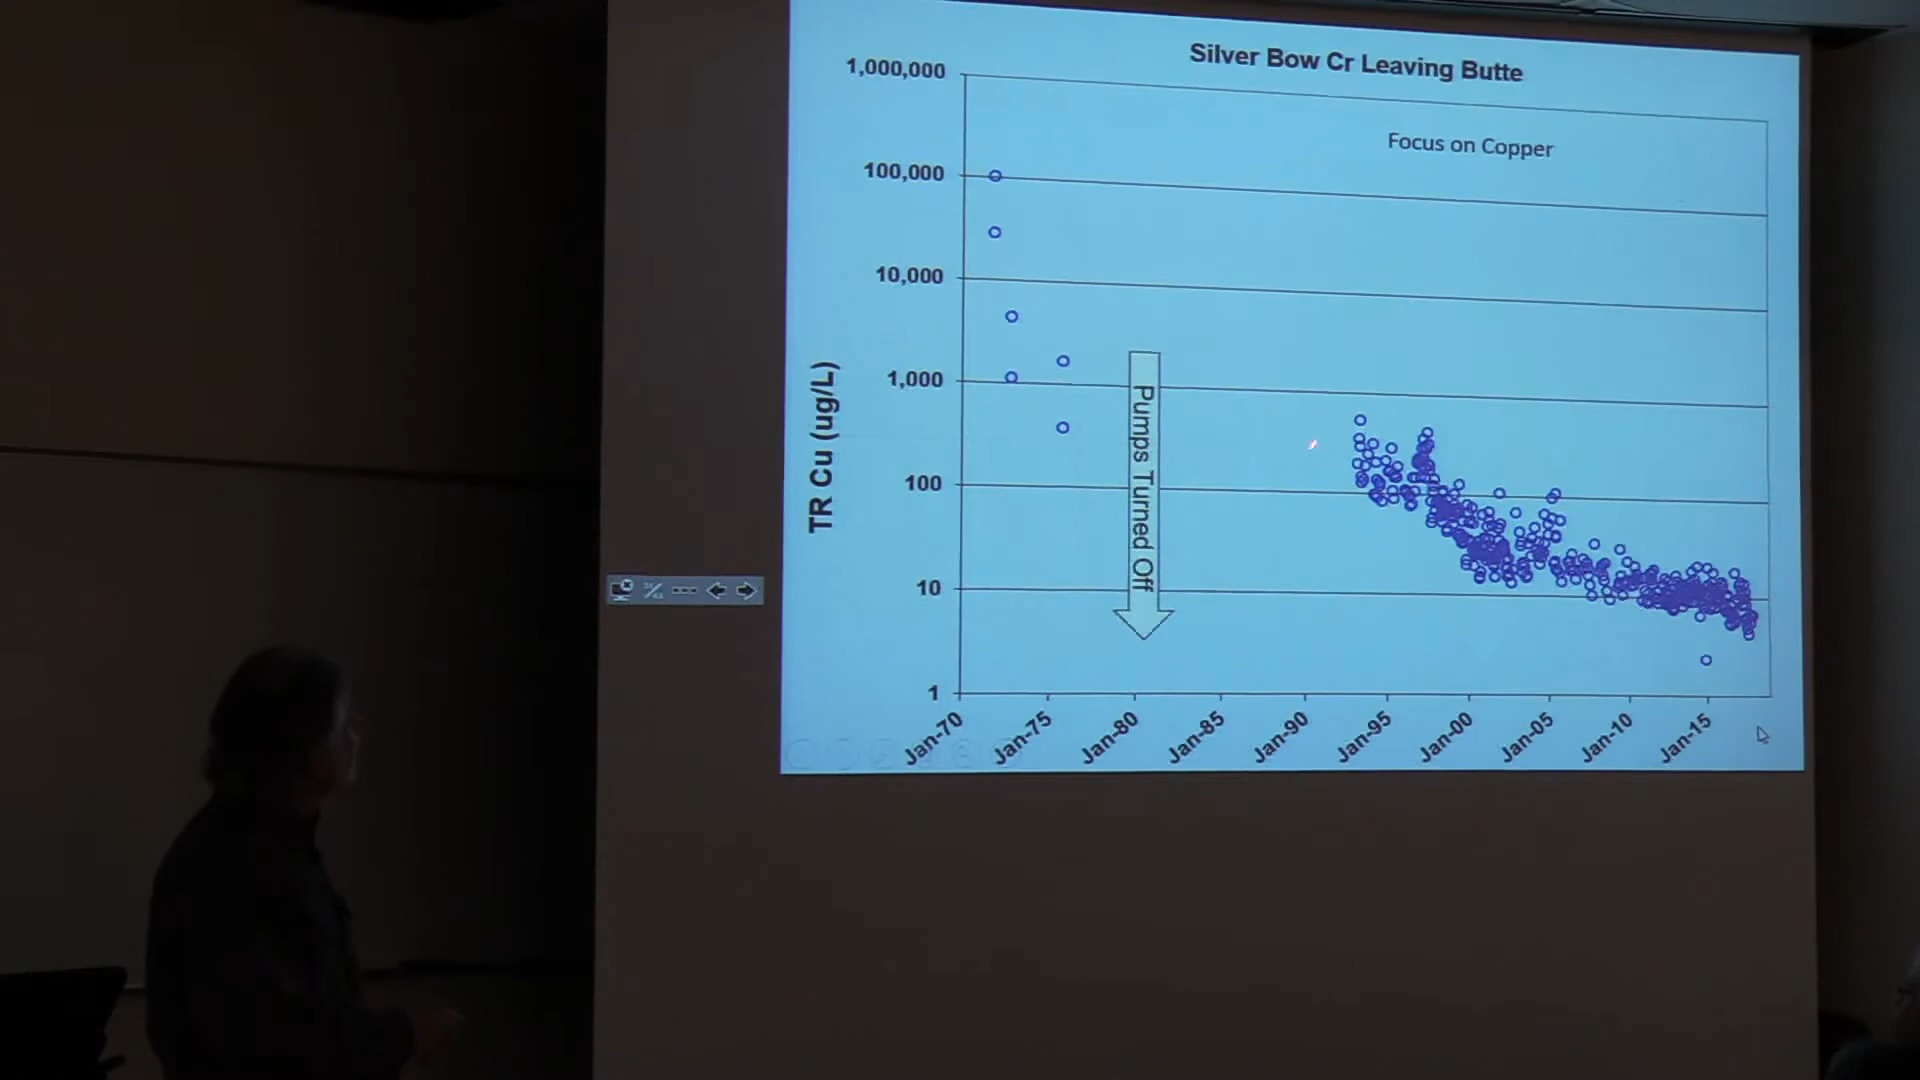 Silver Bow Cr Leaving Butte
Focus on Copper
TR Cu (ug/L)
1,000,000
100,000
10,000
1,000
100
10
1
Pumps Turned Off
Jan-70
Jan-75
Jan-80
Jan-85
Jan-90
Jan-95
Jan-00
Jan-05
Jan-10
Jan-15